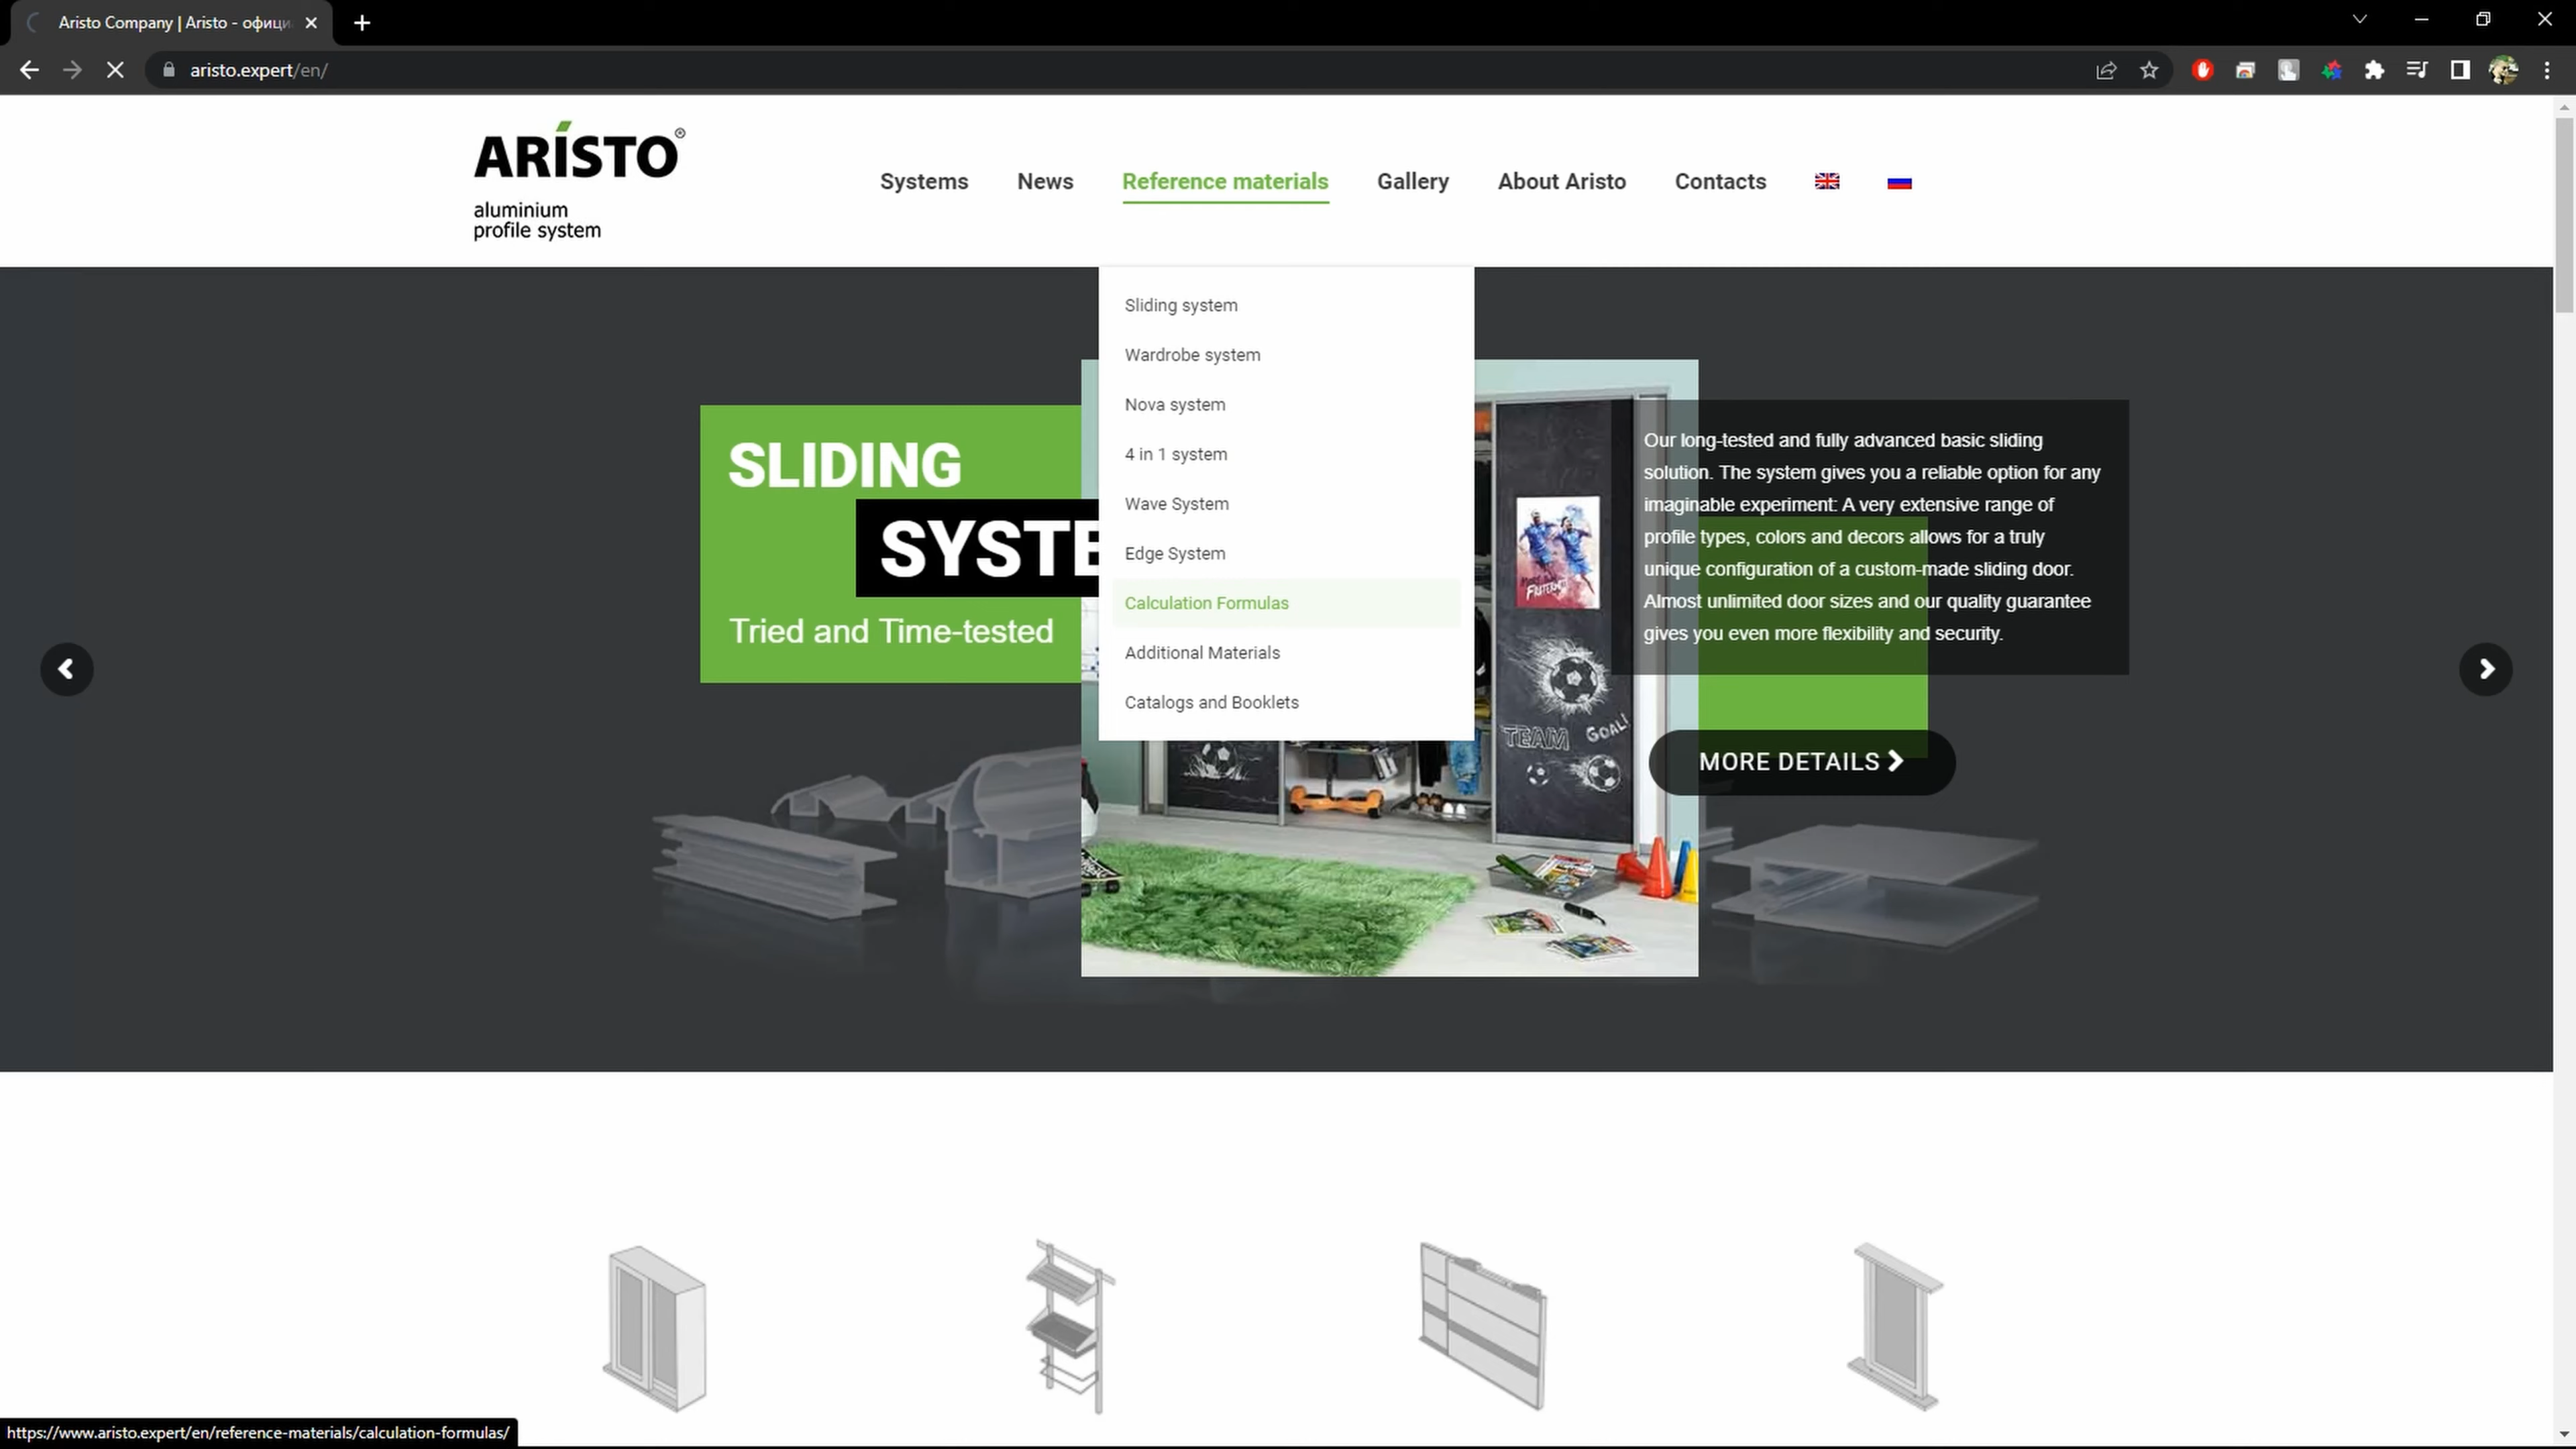 Aristo Company | Aristo - офици
aristo.expert/en/
ARÍSTO®
aluminium
profile system
Systems
News
Reference materials
Gallery
About Aristo
Contacts
Sliding system
Wardrobe system
Nova system
4 in 1 system
Wave System
Edge System
Calculation Formulas
Additional Materials
Catalogs and Booklets
SLIDING
SYSTE
Tried and Time-tested
Our long-tested and fully advanced basic sliding
solution. The system gives you a reliable option for any
imaginable experiment: A very extensive range of
profile types, colors and decors allows for a truly
unique configuration of a custom-made sliding door.
Almost unlimited door sizes and our quality guarantee
gives you even more flexibility and security.
TEAM
GOAL!
MORE DETAILS
https://www.aristo.expert/en/reference-materials/calculation-formulas/